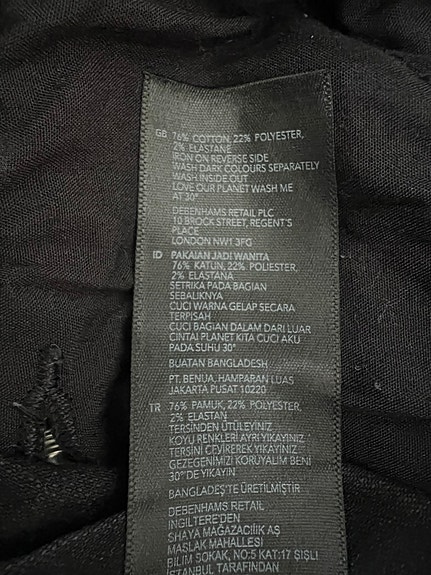 GB 76% COTTON, 22% POLYESTER,
2% ELASTANE
IRON ON REVERSE SIDE
WASH DARK COLOURS SEPARATELY
WASH INSIDE OUT
LOVE OUR PLANET WASH ME
AT 30°
DEBENHAMS RETAIL PLC
10 BROCK STREET, REGENT'S
PLACE
LONDON NW1 3FG
ID PAKAIAN JADI WANITA
76% KATUN, 22% POLIESTER,
2% ELASTANA
SETRIKA PADA BAGIAN
SEBALIKNYA
CUCI WARNA GELAP SECARA
TERPISAH
CUCI BAGIAN DALAM DARI LUAR
CINTAI PLANET KITA CUCI AKU
PADA SUHU 30°
BUATAN BANGLADESH
PT. BENUA, HAMPARAN LUAS
JAKARTA PUSAT 10220
TR 76% PAMUK, 22% POLYESTER,
2% ELASTAN
TERSİNDEN ÜTÜLEYİNİZ
KOYU RENKLERİ AYRI YIKAYINIZ
TERSİNİ ÇEVİREREK YIKAYINIZ
GEZEGENİMİZİ KORUYALIM BENİ
30°'DE YIKAYIN
BANGLADEŞ'TE ÜRETİLMİŞTİR
DEBENHAMS RETAIL
İNGİLTERE'DEN
SHAYA MAĞAZACILIK AŞ
MASLAK MAHALLESİ
BİLİM SOKAK, NO:5 KAT:17 ŞİŞLİ
İSTANBUL TARAFINDAN